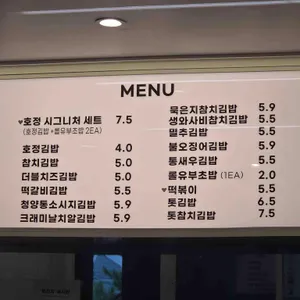 MENU
♥호정 시그니처 세트 7.5
(호정김밥+롤유부초밥 2EA)
호정김밥 4.0
참치김밥 5.0
더블치즈김밥 5.0
떡갈비김밥 5.5
청양통소시지김밥 5.9
크래미날치알김밥 5.9
묵은지참치김밥 5.9
생와사비참치김밥 5.5
멸추김밥 5.5
불오징어김밥 5.9
통새우김밥 5.5
롤유부초밥 (1EA) 2.0
♥떡볶이 5.5
톳김밥 6.5
톳참치김밥 7.5